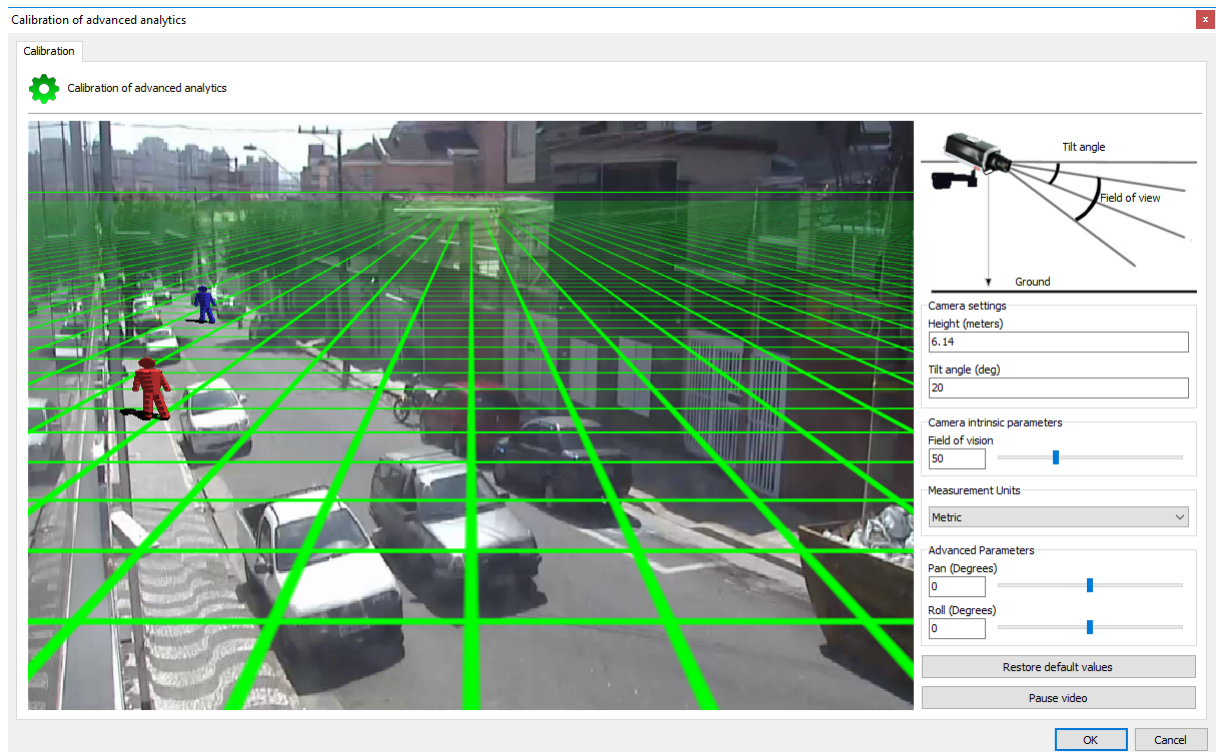 Calibration of advanced analytics
x
Calibration
Calibration of advanced analytics
Tilt angle
Field of view
Ground
Camera settings
Height (meters)
6.14
Tilt angle (deg)
20
Camera intrinsic parameters
Field of vision
50
Measurement Units
Metric
Advanced Parameters
Pan (Degrees)
0
Roll (Degrees)
0
Restore default values
Pause video
OK
Cancel